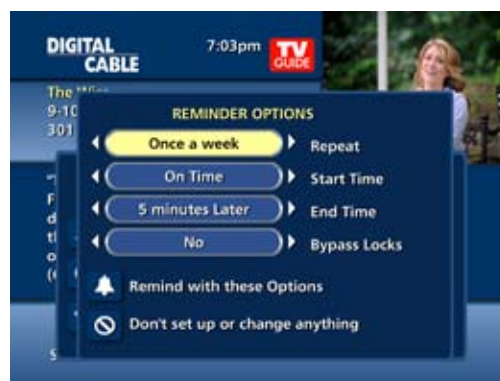 DIGITAL
CABLE
7:03pm
TV
GUIDE
The Wire
9-10
301
REMINDER OPTIONS
Once a week Repeat
On Time Start Time
5 minutes Later End Time
No Bypass Locks
Remind with these Options
Don't set up or change anything